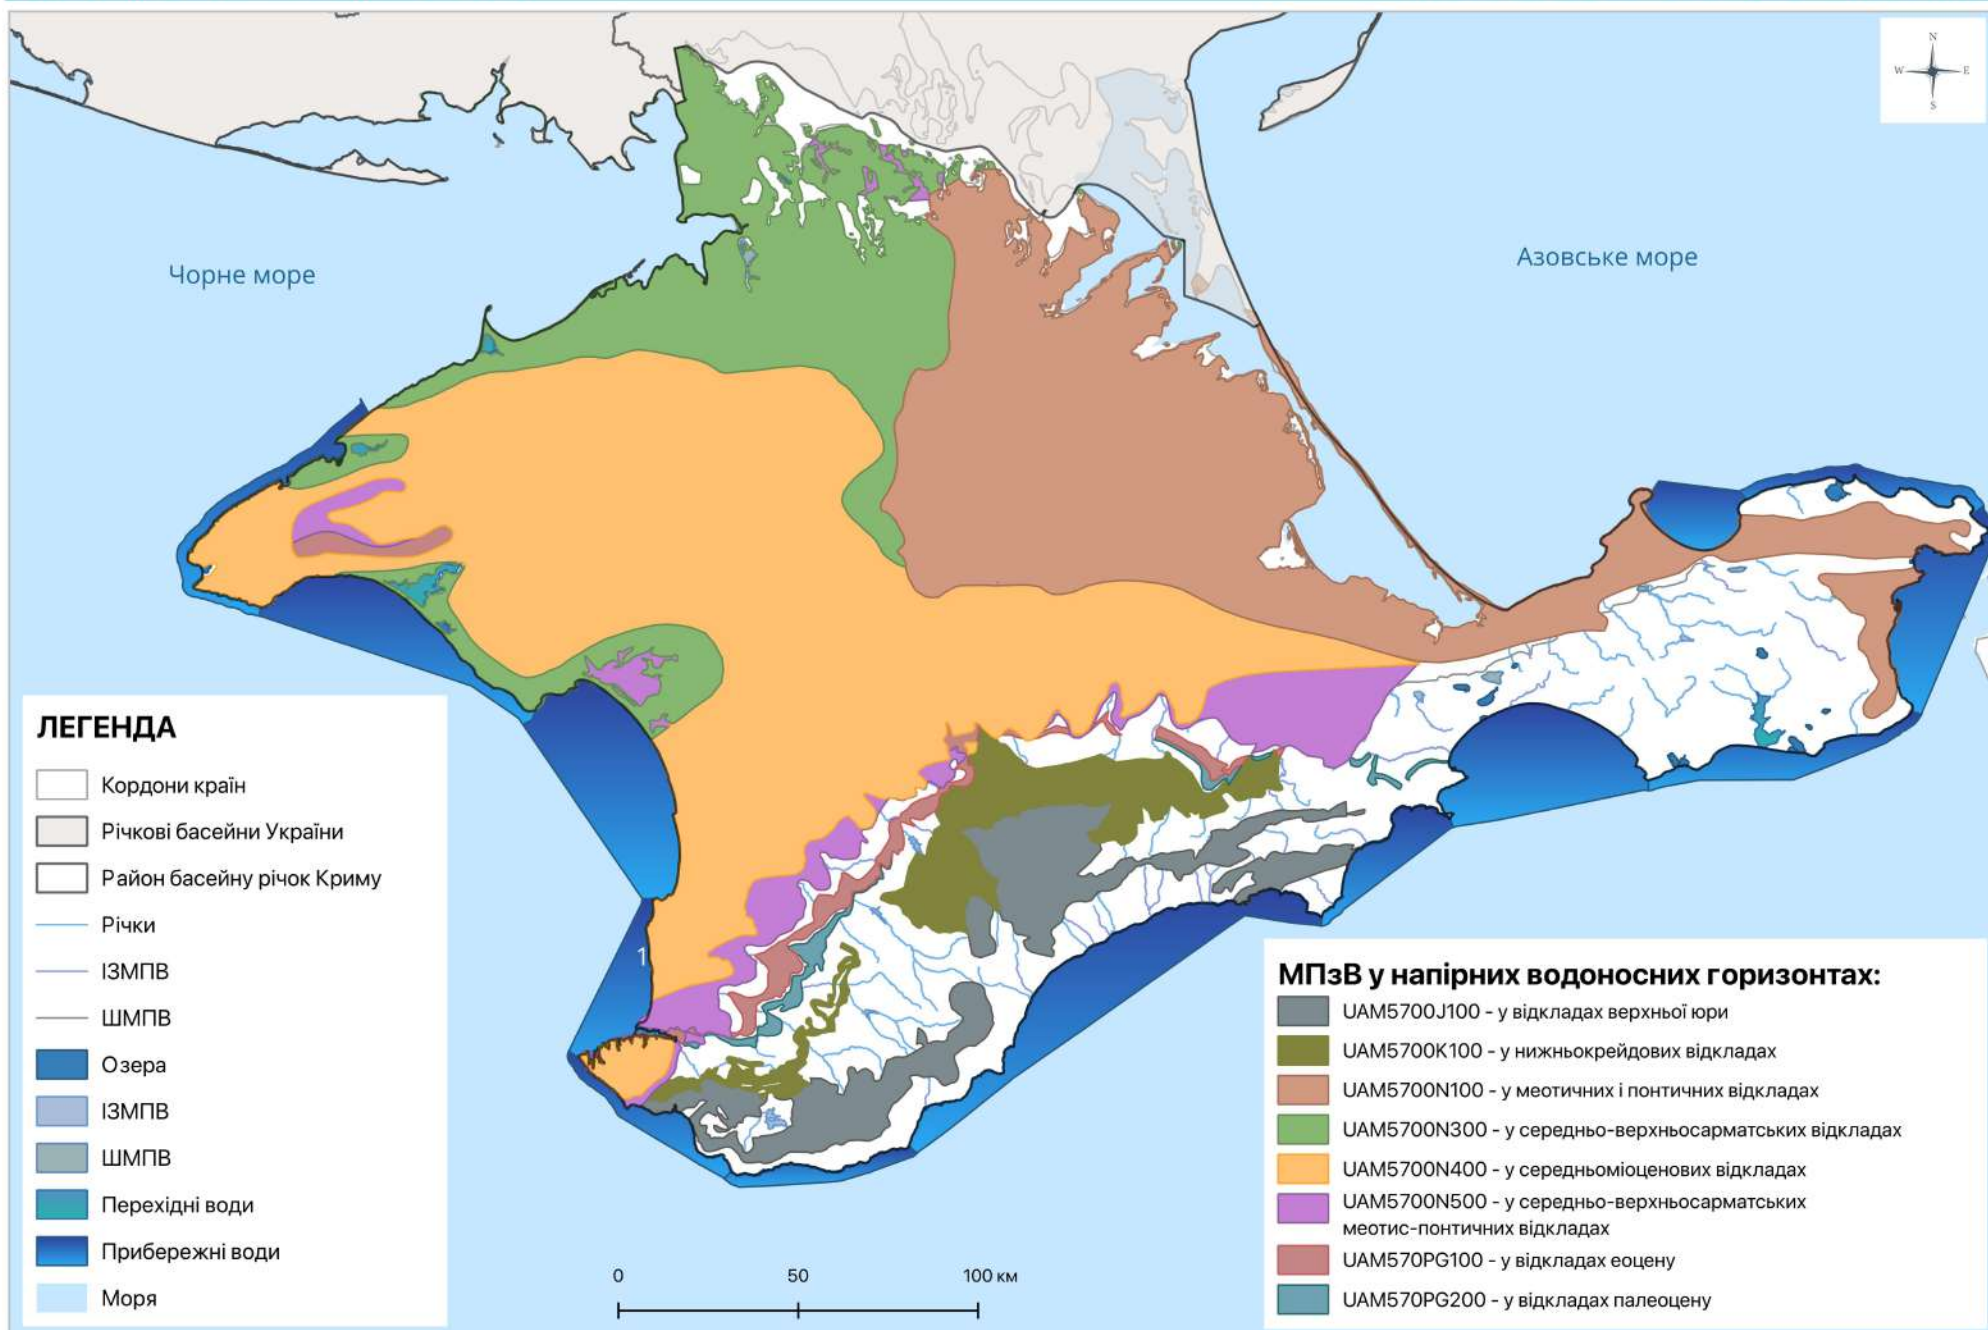 N
W
E
S
Чорне море
Азовське море
1
ЛЕГЕНДА
Кордони країн
Річкові басейни України
Район басейну річок Криму
Річки
ІЗМПВ
ШМПВ
Озера
ІЗМПВ
ШМПВ
Перехідні води
Прибережні води
Моря
0
50
100 км
МПзВ у напірних водоносних горизонтах:
UAM5700J100 - у відкладах верхньої юри
UAM5700K100 - у нижньокрейдових відкладах
UAM5700N100 - у меотичних і понтичних відкладах
UAM5700N300 - у середньо-верхньосарматських відкладах
UAM5700N400 - у середньоміоценових відкладах
UAM5700N500 - у середньо-верхньосарматських
меотис-понтичних відкладах
UAM570PG100 - у відкладах еоцену
UAM570PG200 - у відкладах палеоцену